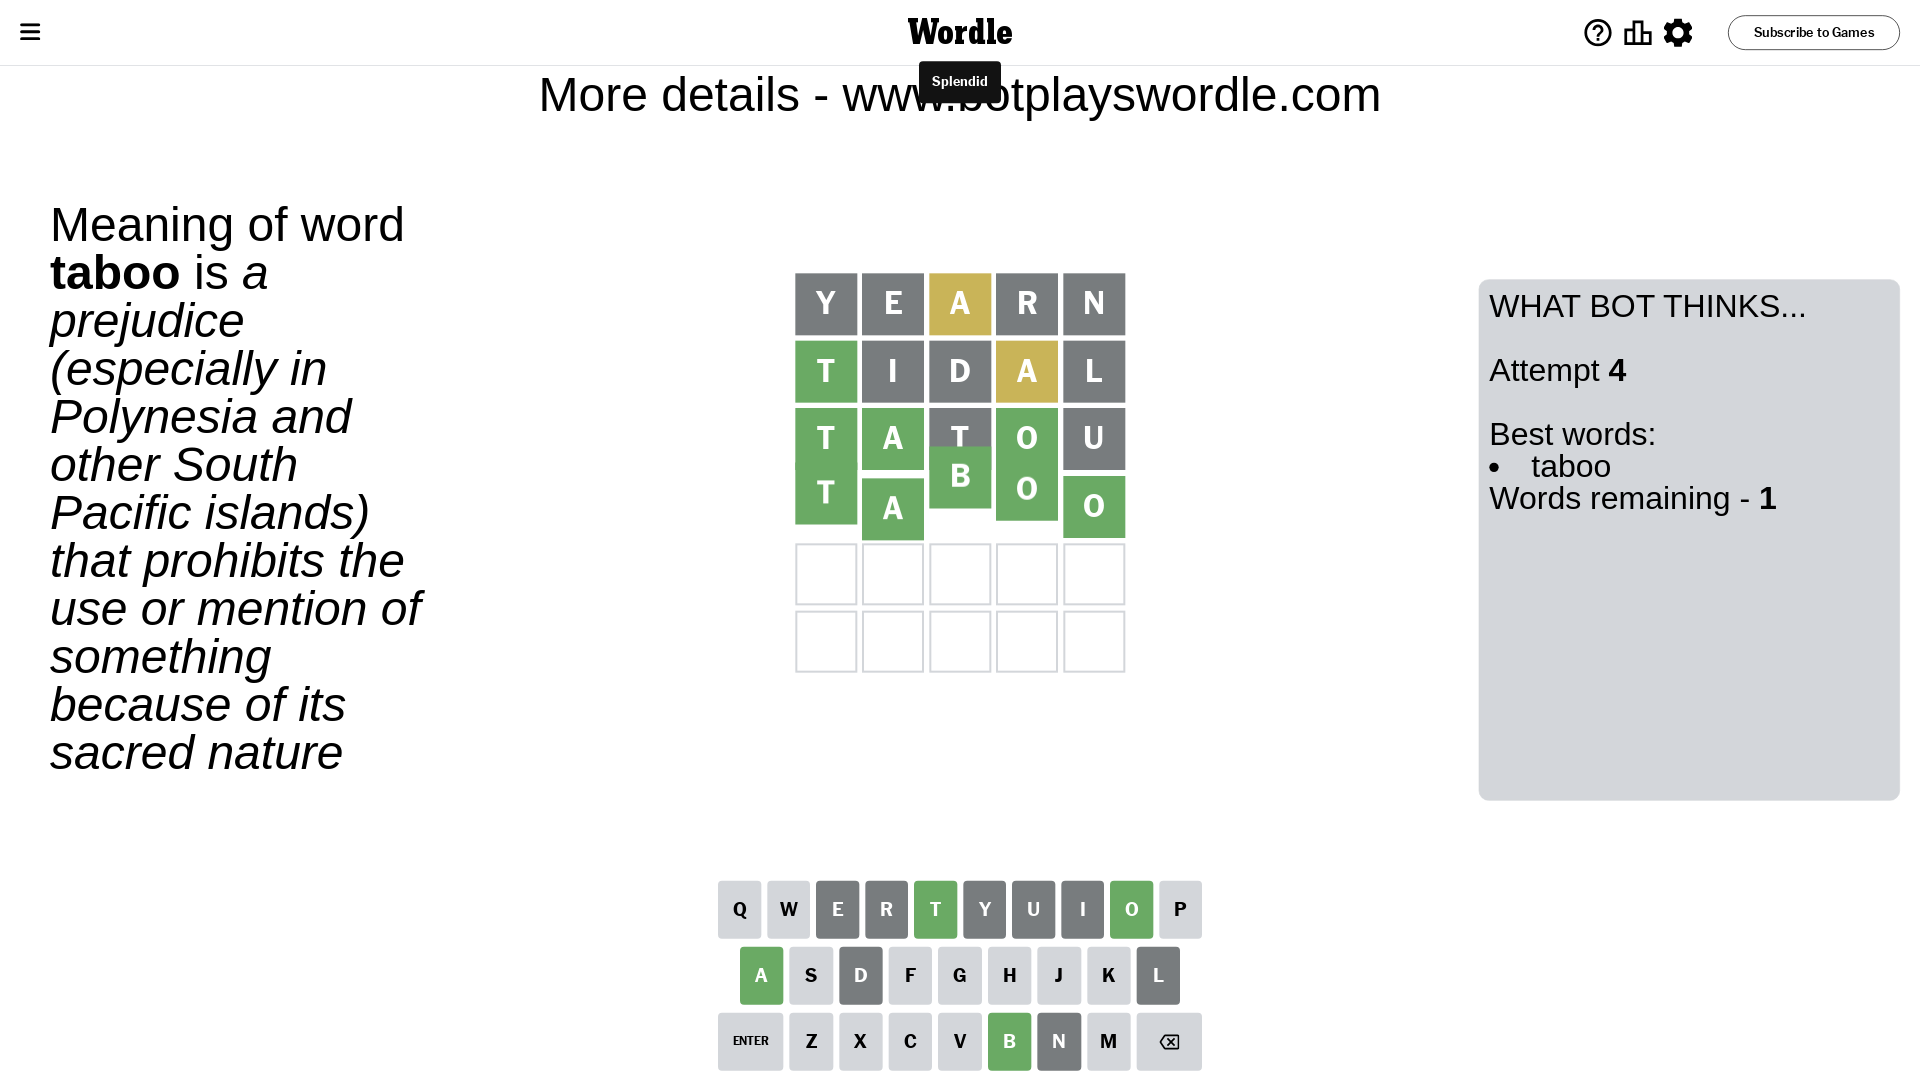 Wordle
Subscribe to Games
Splendid
More details - www.botplayswordle.com
Meaning of word
taboo is a
prejudice
(especially in
Polynesia and
other South
Pacific islands)
that prohibits the
use or mention of
something
because of its
sacred nature
Y E A R N
T I D A L
T A T O U
T A B O O
WHAT BOT THINKS...
Attempt 4
Best words:
• taboo
Words remaining - 1
Q W E R T Y U I O P
A S D F G H J K L
ENTER Z X C V B N M